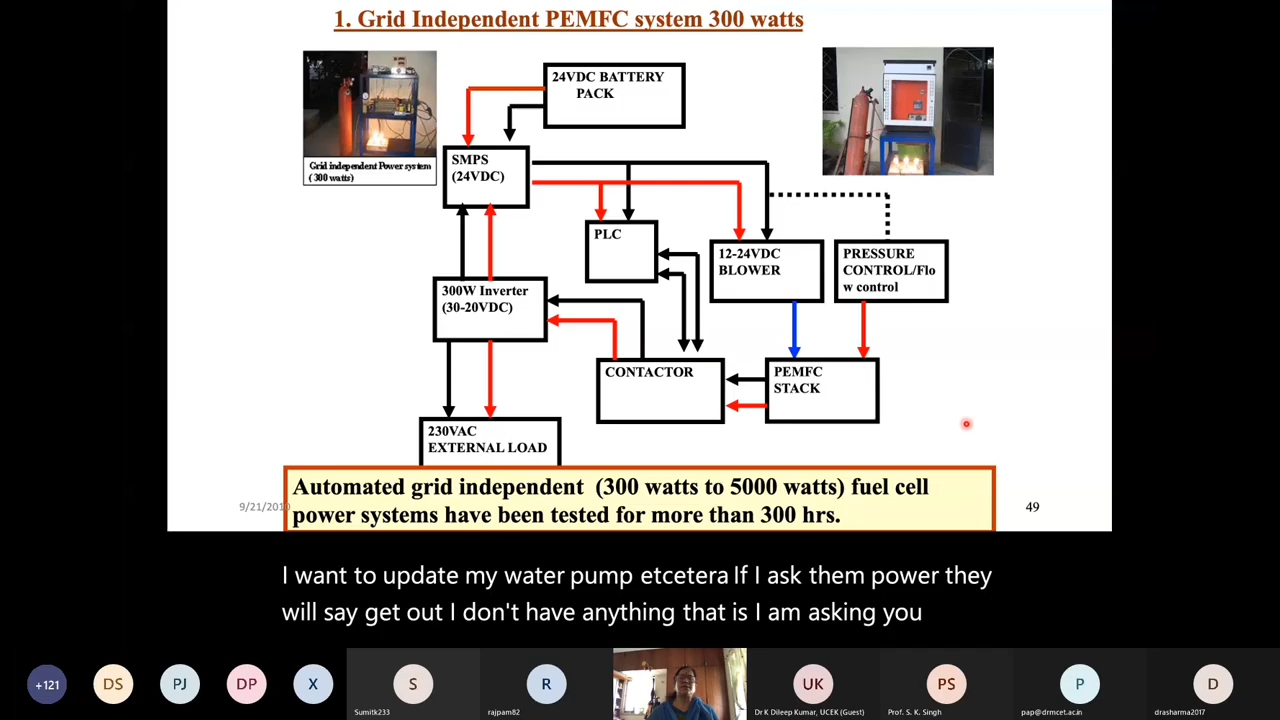 1. Grid Independent PEMFC system 300 watts
Grid independent Power system
( 300 watts)
24VDC BATTERY
PACK
SMPS
(24VDC)
PLC
12-24VDC
BLOWER
PRESSURE
CONTROL/Flo
w control
300W Inverter
(30-20VDC)
CONTACTOR
PEMFC
STACK
230VAC
EXTERNAL LOAD
Automated grid independent (300 watts to 5000 watts) fuel cell
power systems have been tested for more than 300 hrs.
49
I want to update my water pump etcetera If I ask them power they
will say get out I don't have anything that is I am asking you
+121
DS
PJ
DP
X
S
R
UK
PS
P
D
Sumitk233
rajpam82
Dr K Dileep Kumar, UCEK (Guest)
Prof. S. K. Singh
pap@drmcet.ac.in
drasharma2017